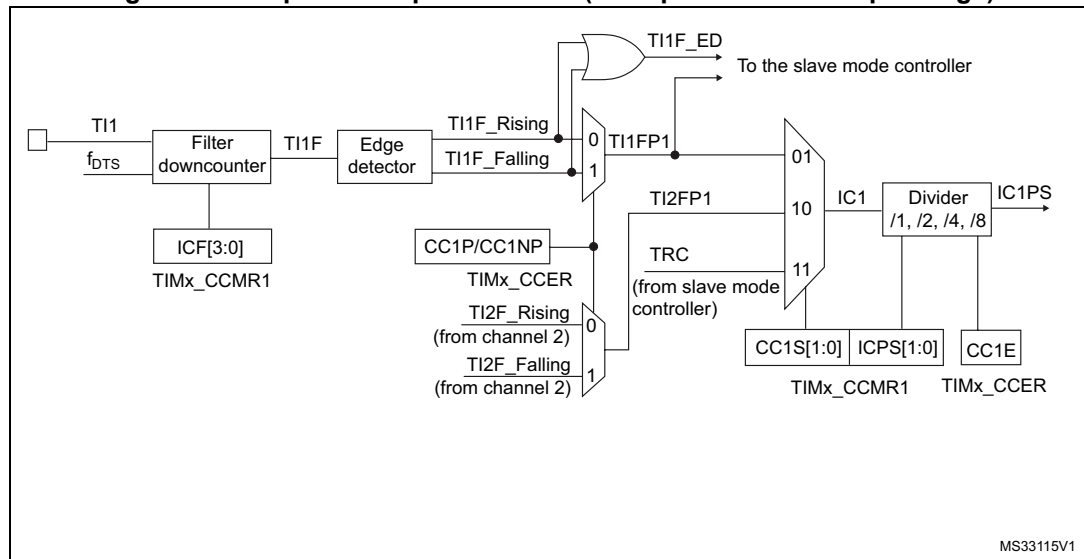 TI1F_ED
To the slave mode controller
TI1
f_DTS
Filter
downcounter
TI1F
Edge
detector
TI1F_Rising
TI1F_Falling
0
1
TI1FP1
01
TI2FP1
10
IC1
Divider
/1, /2, /4, /8
IC1PS
ICF[3:0]
TIMx_CCMR1
CC1P/CC1NP
TIMx_CCER
TRC
11
(from slave mode
controller)
TI2F_Rising
0
(from channel 2)
TI2F_Falling
1
(from channel 2)
CC1S[1:0]
ICPS[1:0]
CC1E
TIMx_CCMR1
TIMx_CCER
MS33115V1